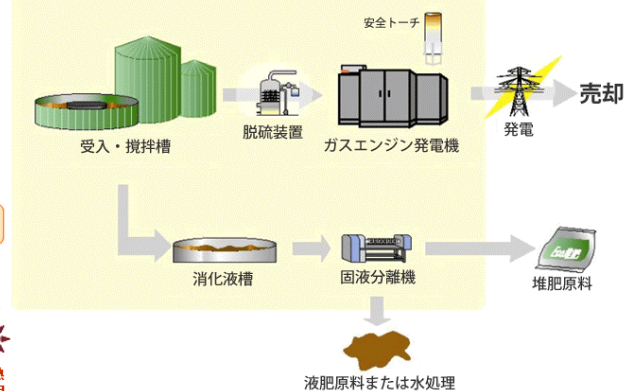 安全トーチ
売却
受入・撹拌槽
脱硫装置
ガスエンジン発電機
発電
消化液槽
固液分離機
堆肥原料
液肥原料または水処理